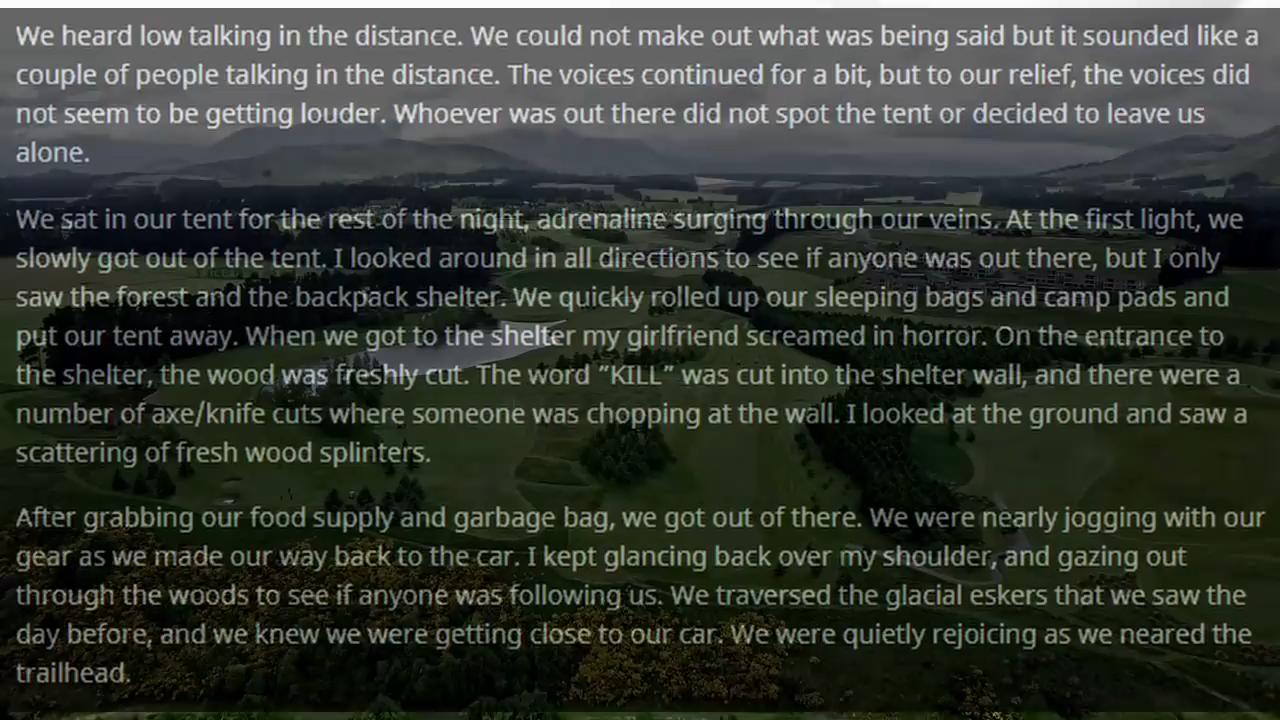 We heard low talking in the distance. We could not make out what was being said but it sounded like a
couple of people talking in the distance. The voices continued for a bit, but to our relief, the voices did
not seem to be getting louder. Whoever was out there did not spot the tent or decided to leave us
alone.
We sat in our tent for the rest of the night, adrenaline surging through our veins. At the first light, we
slowly got out of the tent. I looked around in all directions to see if anyone was out there, but I only
saw the forest and the backpack shelter. We quickly rolled up our sleeping bags and camp pads and
put our tent away. When we got to the shelter my girlfriend screamed in horror. On the entrance to
the shelter, the wood was freshly cut. The word “KILL” was cut into the shelter wall, and there were a
number of axe/knife cuts where someone was chopping at the wall. I looked at the ground and saw a
scattering of fresh wood splinters.
After grabbing our food supply and garbage bag, we got out of there. We were nearly jogging with our
gear as we made our way back to the car. I kept glancing back over my shoulder, and gazing out
through the woods to see if anyone was following us. We traversed the glacial eskers that we saw the
day before, and we knew we were getting close to our car. We were quietly rejoicing as we neared the
trailhead.